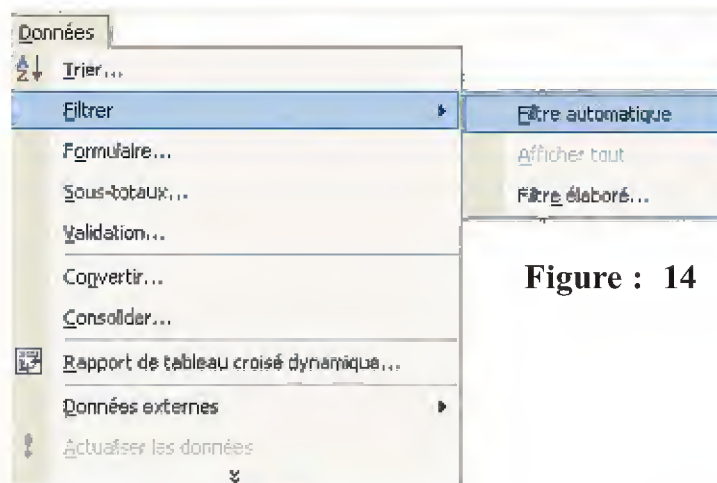 Données
Trier...
Filtrer
Formulaire...
Sous-totaux...
Validation...
Convertir...
Consolider...
Rapport de tableau croisé dynamique...
Données externes
Actualiser les données
Filtre automatique
Afficher tout
Filtre élaboré...
Figure : 14